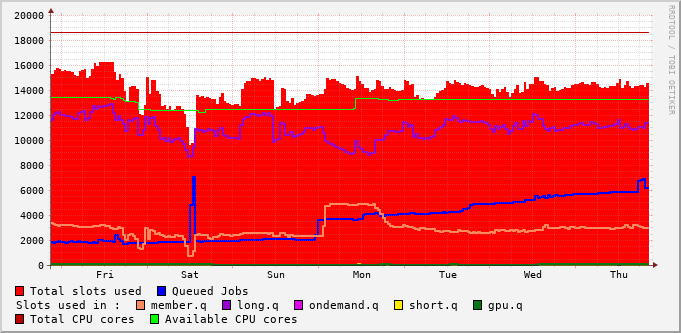 20000
18000
16000
14000
12000
10000
8000
6000
4000
2000
0
Fri Sat Sun Mon Tue Wed Thu
RRDTOOL / TOBI OETIKER
Total slots used Queued Jobs
Slots used in : member.q long.q ondemand.q short.q gpu.q
Total CPU cores Available CPU cores